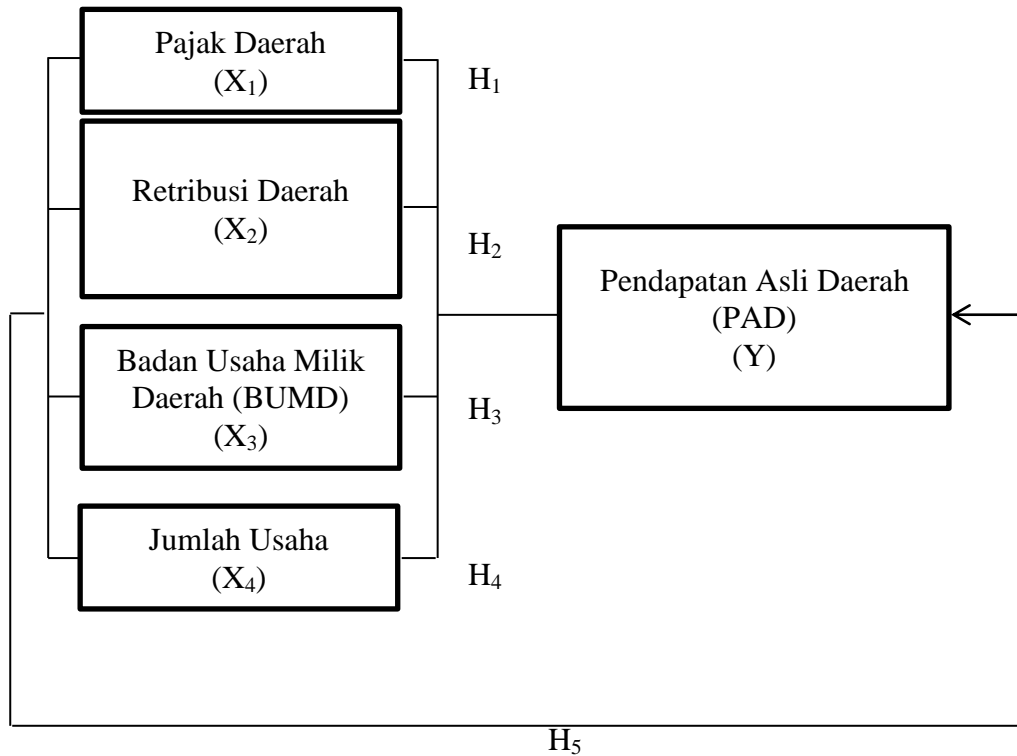 Pajak Daerah
(X₁)
H₁
Retribusi Daerah
(X₂)
H₂
Pendapatan Asli Daerah
(PAD)
(Y)
Badan Usaha Milik
Daerah (BUMD)
(X₃)
H₃
Jumlah Usaha
(X₄)
H₄
H₅